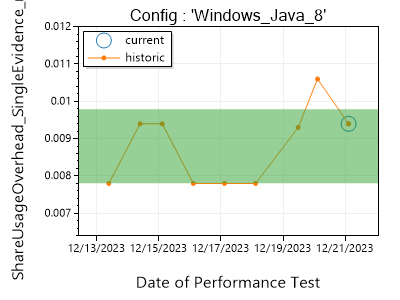 Config : 'Windows_Java_8'
current
historic
ShareUsageOverhead_SingleEvidence_
0.012
0.011
0.01
0.009
0.008
0.007
12/13/2023
12/15/2023
12/17/2023
12/19/2023
12/21/2023
Date of Performance Test